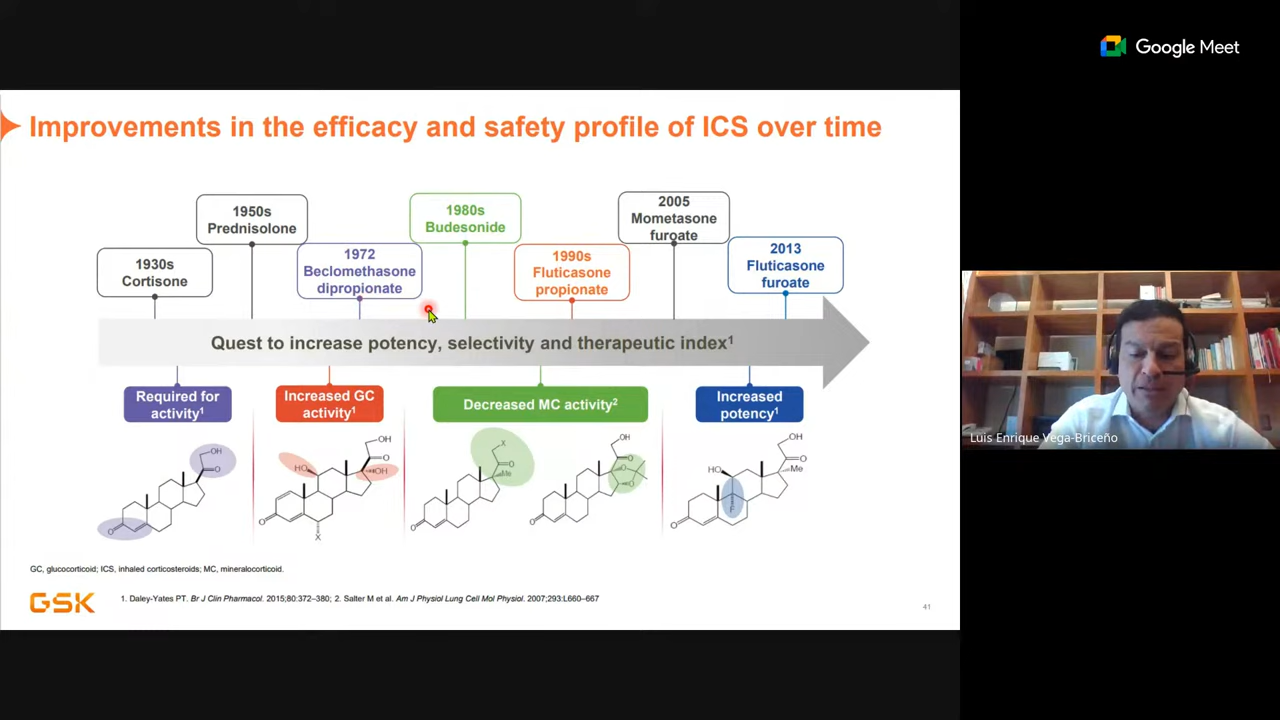 Google Meet
Improvements in the efficacy and safety profile of ICS over time
1930s
Cortisone
1950s
Prednisolone
1972
Beclomethasone
dipropionate
1980s
Budesonide
1990s
Fluticasone
propionate
2005
Mometasone
furoate
2013
Fluticasone
furoate
Quest to increase potency, selectivity and therapeutic index1
Required for
activity1
Increased GC
activity1
Decreased MC activity2
Increased
potency1
OH
O
O
OH
O
HO
OH
O
X
X
O
Me
O
OH
O
O
O
O
OH
O
HO
Me
F
O
GC, glucocorticoid; ICS, inhaled corticosteroids; MC, mineralocorticoid.
GSK
1. Daley-Yates PT. Br J Clin Pharmacol. 2015;80:372–380; 2. Salter M et al. Am J Physiol Lung Cell Mol Physiol. 2007;293:L660–667
41
Luis Enrique Vega-Briceño